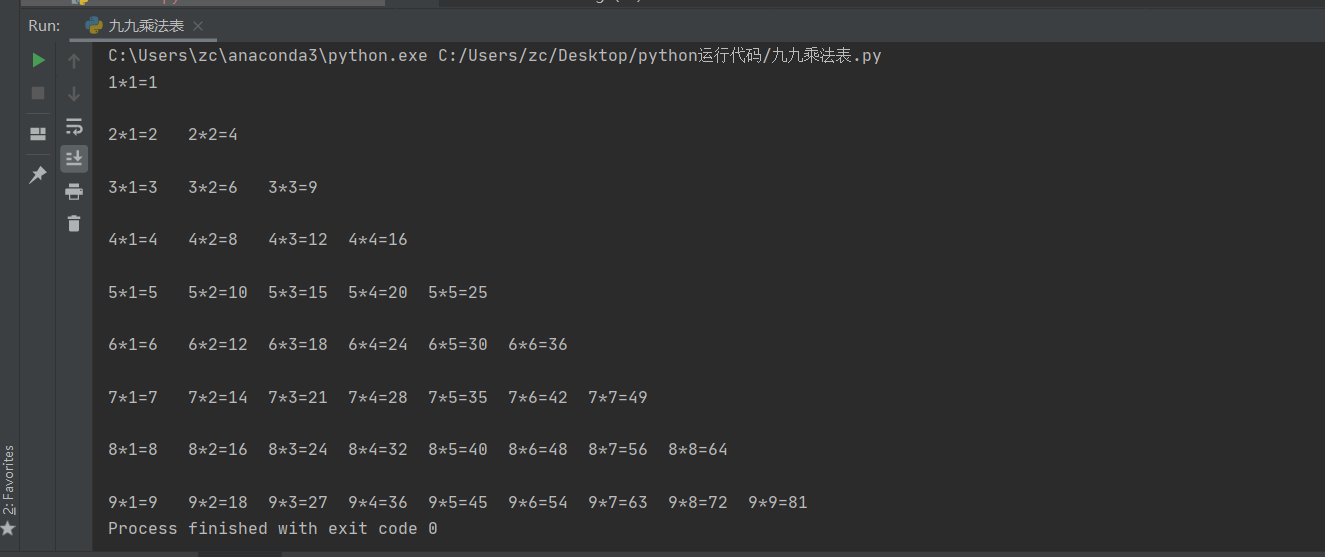 Run: 九九乘法表
C:\Users\zc\anaconda3\python.exe C:/Users/zc/Desktop/python运行代码/九九乘法表.py
1*1=1
2*1=2 2*2=4
3*1=3 3*2=6 3*3=9
4*1=4 4*2=8 4*3=12 4*4=16
5*1=5 5*2=10 5*3=15 5*4=20 5*5=25
6*1=6 6*2=12 6*3=18 6*4=24 6*5=30 6*6=36
7*1=7 7*2=14 7*3=21 7*4=28 7*5=35 7*6=42 7*7=49
8*1=8 8*2=16 8*3=24 8*4=32 8*5=40 8*6=48 8*7=56 8*8=64
9*1=9 9*2=18 9*3=27 9*4=36 9*5=45 9*6=54 9*7=63 9*8=72 9*9=81
Process finished with exit code 0
2: Favorites